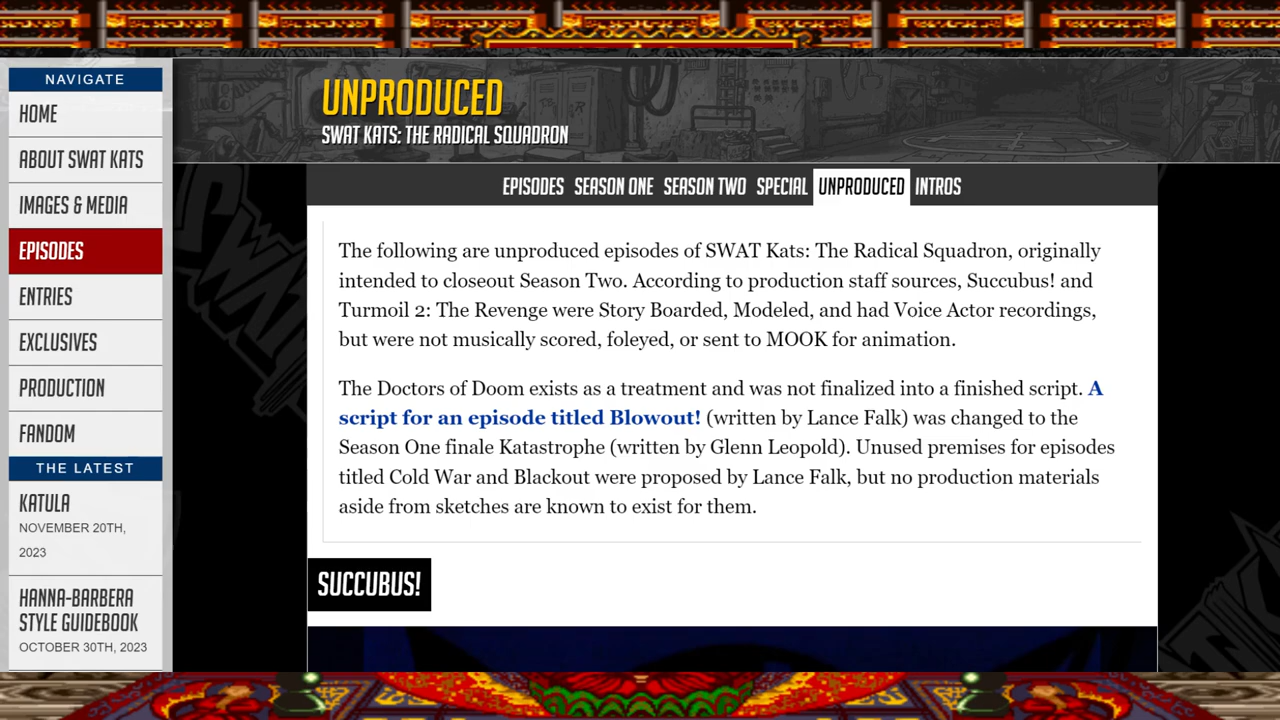 NAVIGATE
HOME
ABOUT SWAT KATS
IMAGES & MEDIA
EPISODES
ENTRIES
EXCLUSIVES
PRODUCTION
FANDOM
THE LATEST
KATULA
NOVEMBER 20TH,
2023
HANNA-BARBERA
STYLE GUIDEBOOK
OCTOBER 30TH, 2023
UNPRODUCED
SWAT KATS: THE RADICAL SQUADRON
EPISODES SEASON ONE SEASON TWO SPECIAL UNPRODUCED INTROS
The following are unproduced episodes of SWAT Kats: The Radical Squadron, originally
intended to closeout Season Two. According to production staff sources, Succubus! and
Turmoil 2: The Revenge were Story Boarded, Modeled, and had Voice Actor recordings,
but were not musically scored, foleyed, or sent to MOOK for animation.
The Doctors of Doom exists as a treatment and was not finalized into a finished script. A
script for an episode titled Blowout! (written by Lance Falk) was changed to the
Season One finale Katastrophe (written by Glenn Leopold). Unused premises for episodes
titled Cold War and Blackout were proposed by Lance Falk, but no production materials
aside from sketches are known to exist for them.
SUCCUBUS!